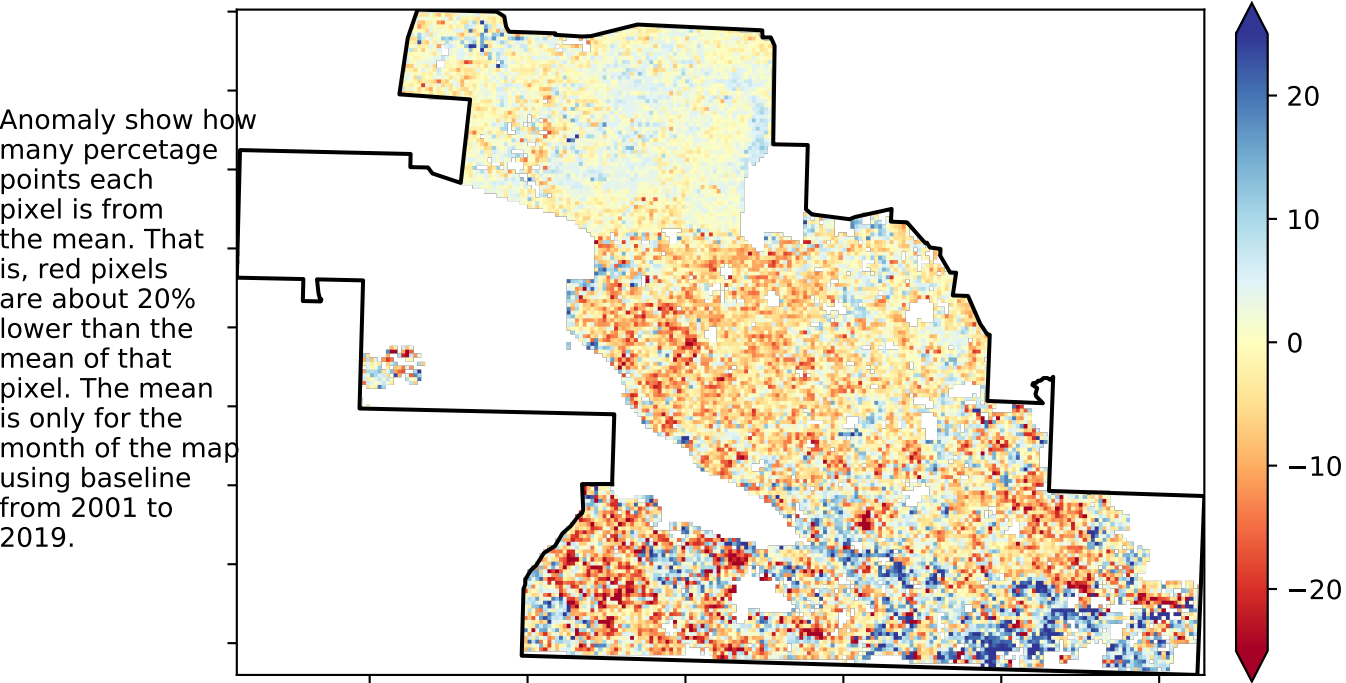 Anomaly show how
many percetage
points each
pixel is from
the mean. That
is, red pixels
are about 20%
lower than the
mean of that
pixel. The mean
is only for the
month of the map
using baseline
from 2001 to
2019.
20
10
0
−10
−20